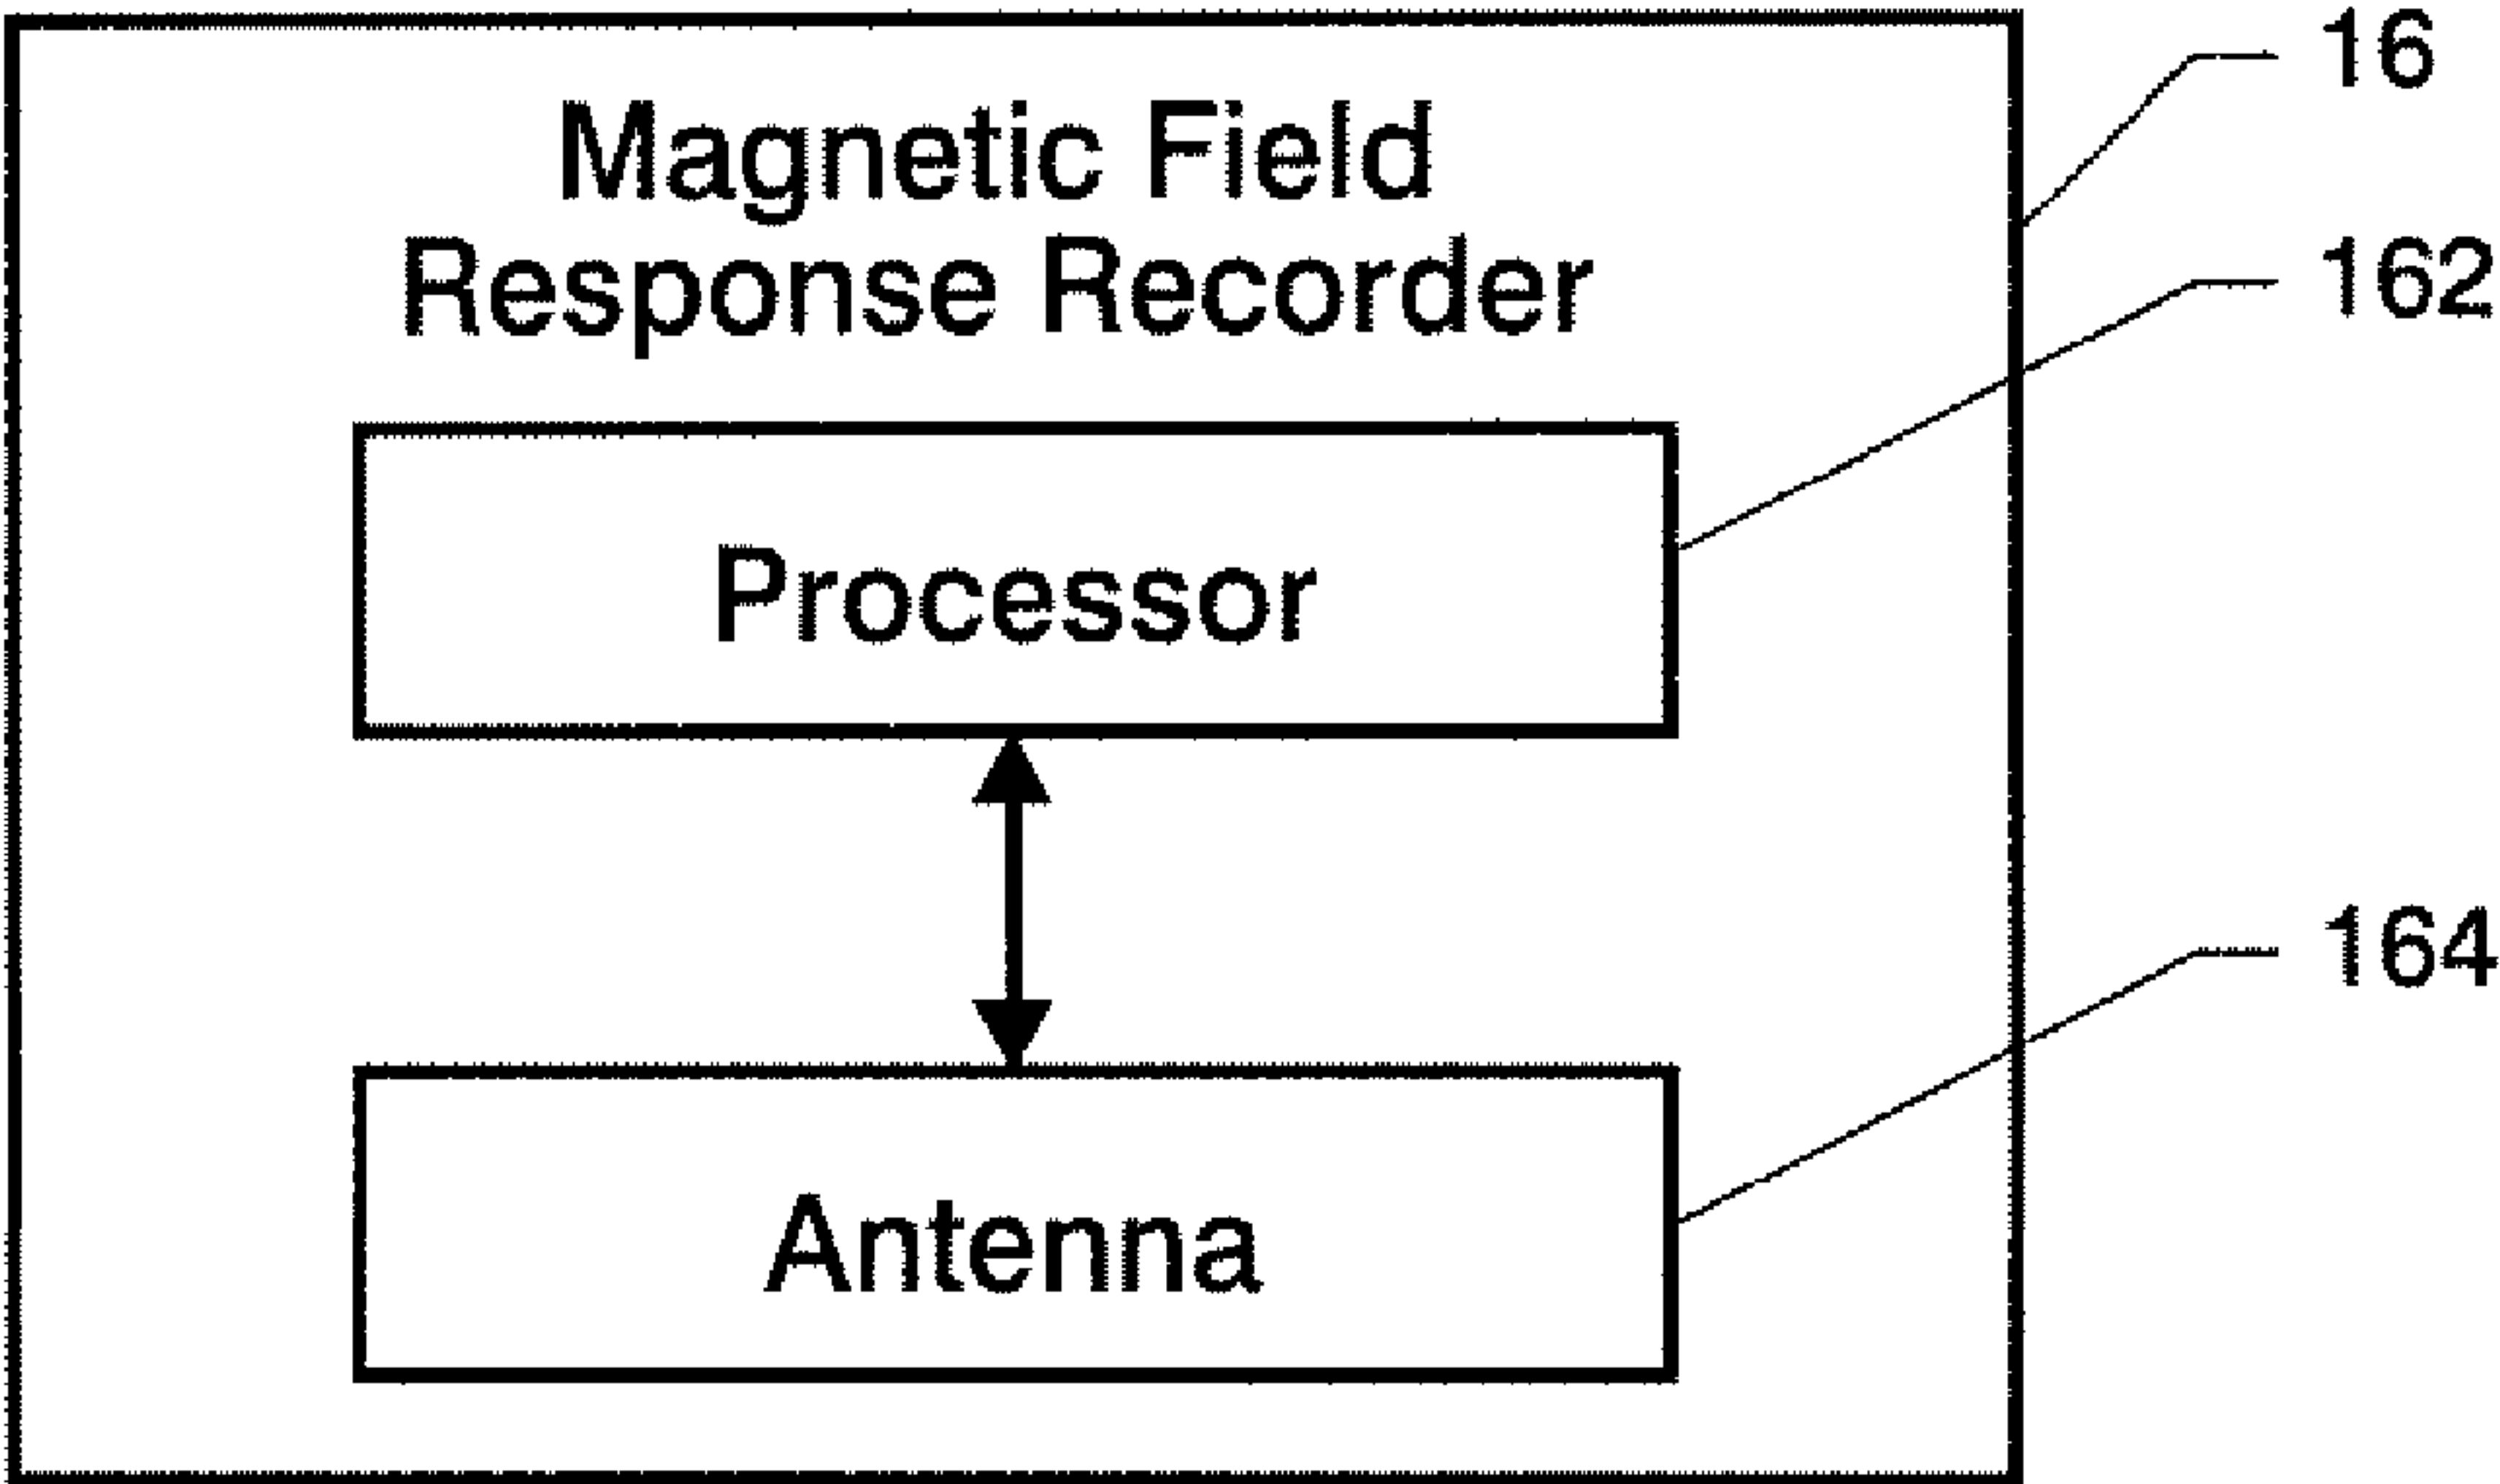 Magnetic Field
Response Recorder
Processor
Antenna
16
162
164